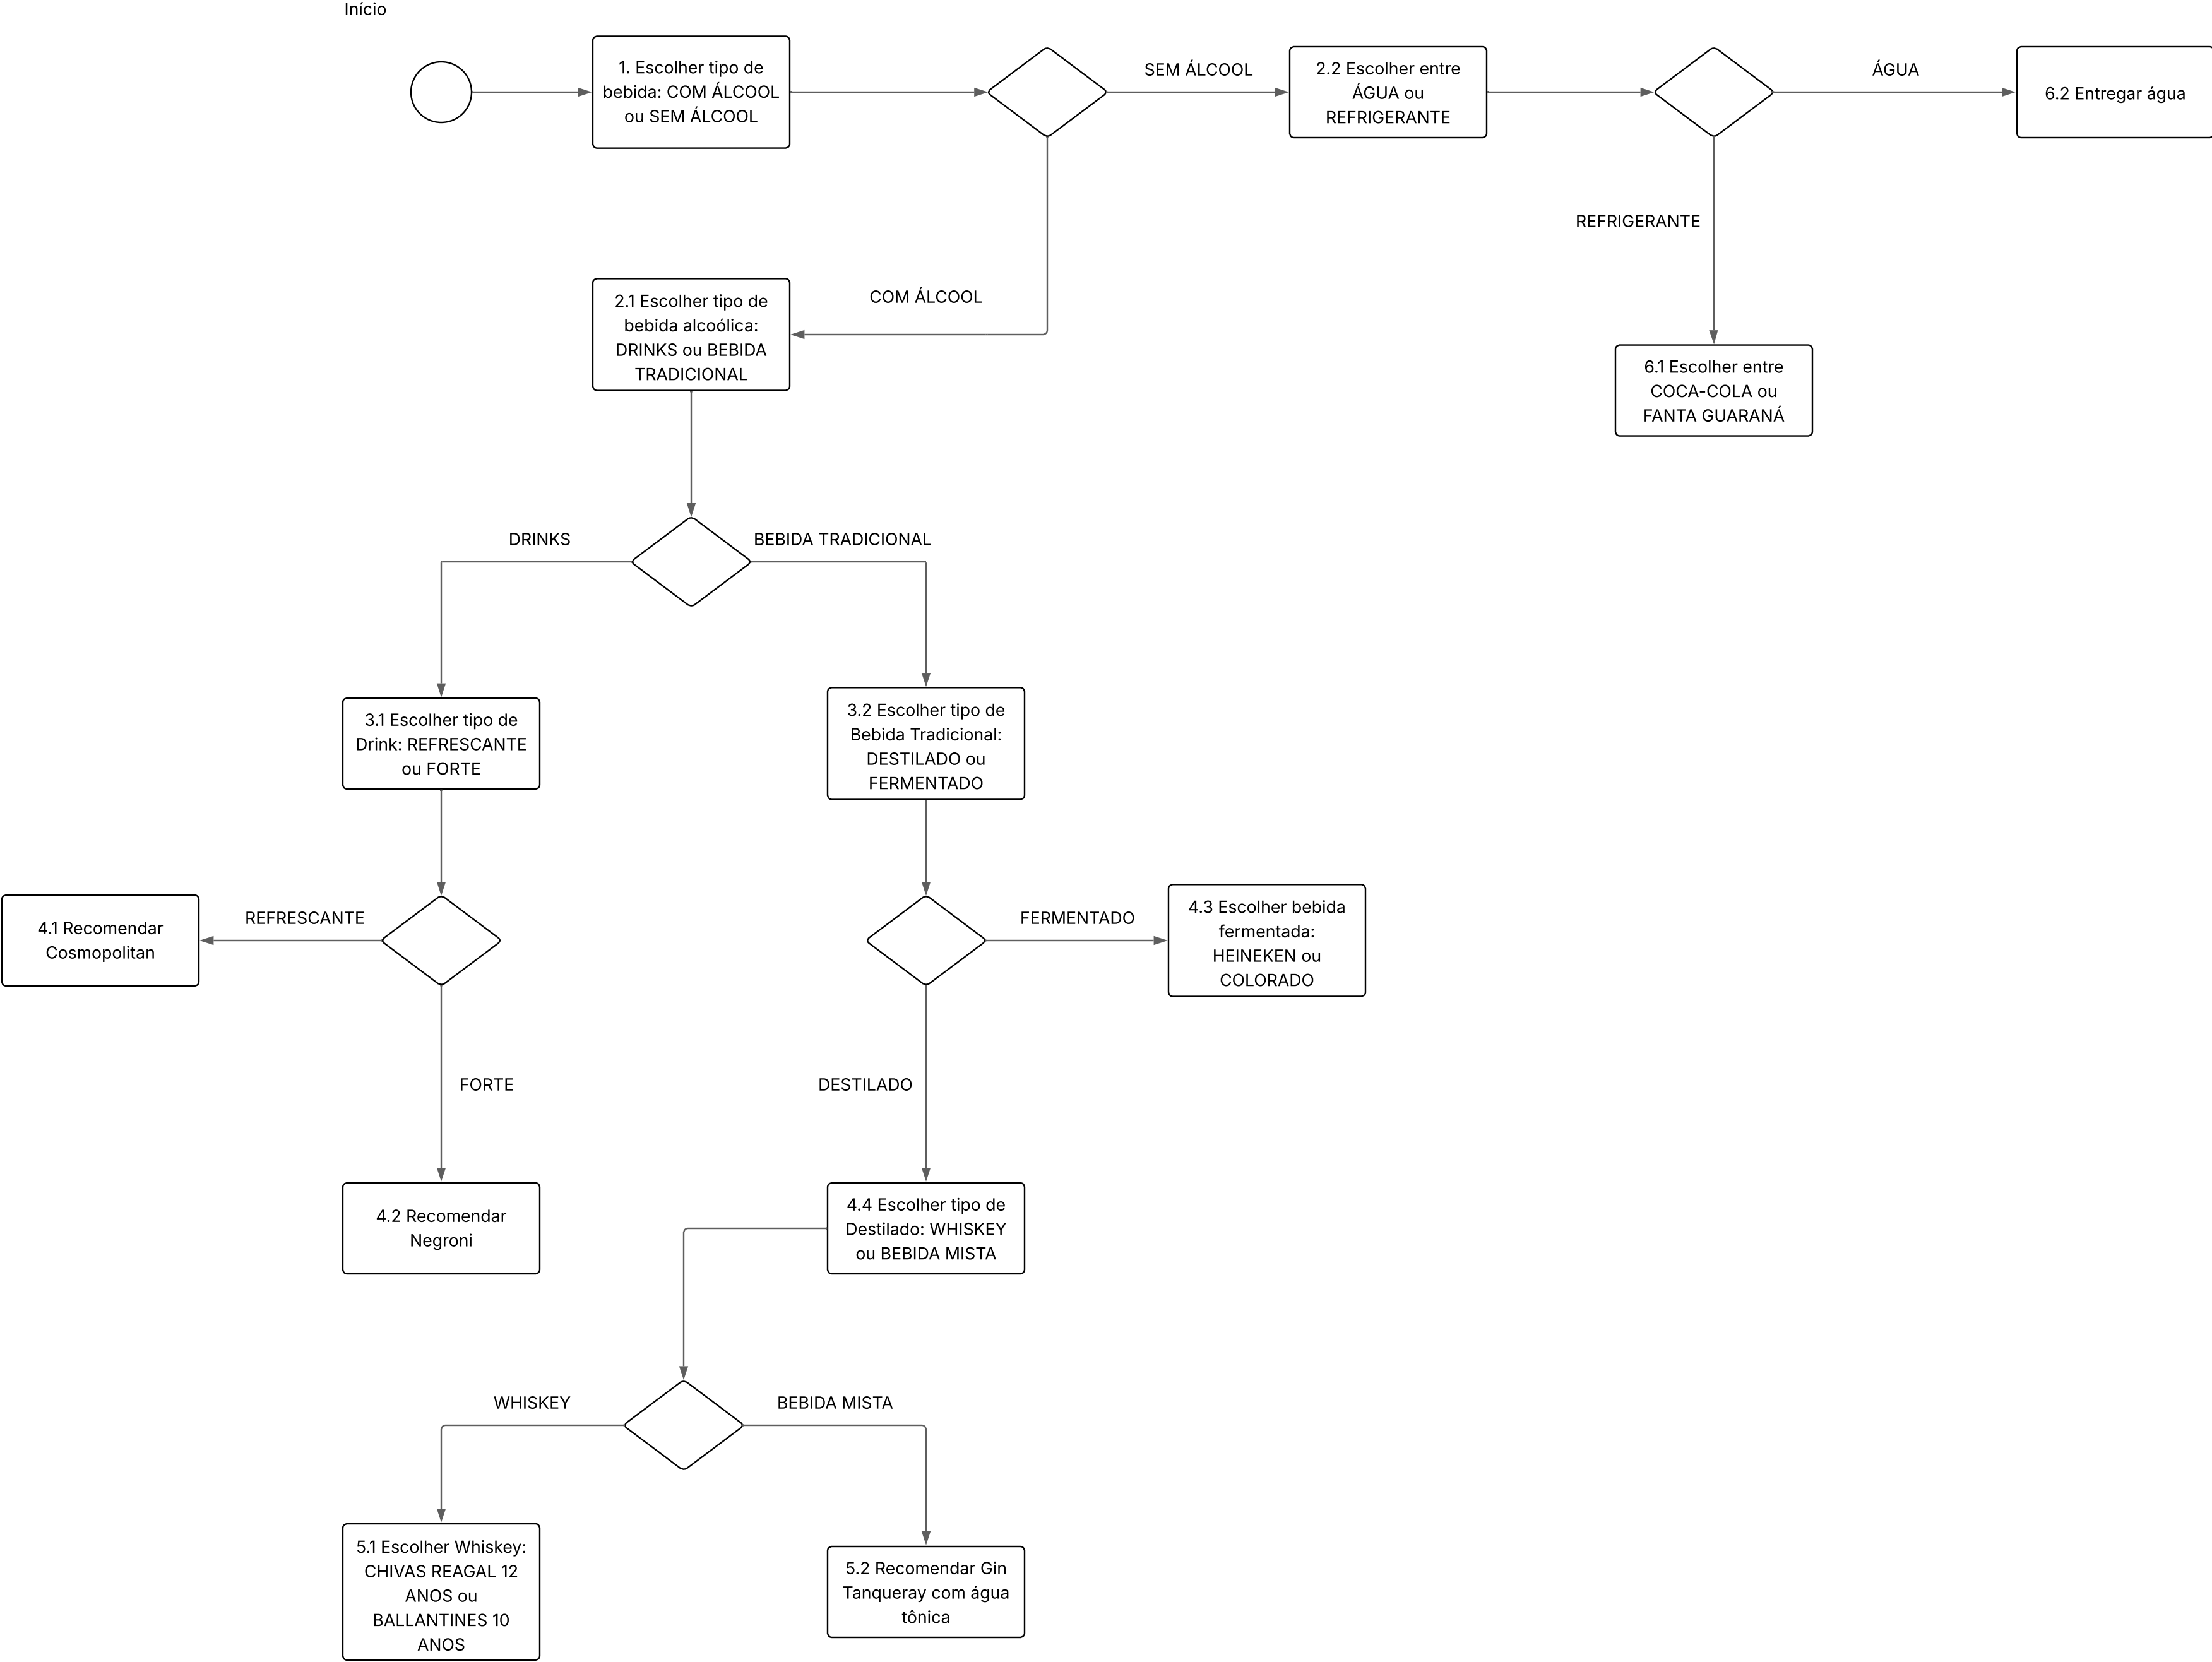 Início
1. Escolher tipo de
bebida: COM ÁLCOOL
ou SEM ÁLCOOL
SEM ÁLCOOL
2.2 Escolher entre
ÁGUA ou
REFRIGERANTE
ÁGUA
6.2 Entregar água
REFRIGERANTE
COM ÁLCOOL
2.1 Escolher tipo de
bebida alcoólica:
DRINKS ou BEBIDA
TRADICIONAL
6.1 Escolher entre
COCA-COLA ou
FANTA GUARANÁ
DRINKS
BEBIDA TRADICIONAL
3.1 Escolher tipo de
Drink: REFRESCANTE
ou FORTE
3.2 Escolher tipo de
Bebida Tradicional:
DESTILADO ou
FERMENTADO
4.1 Recomendar
Cosmopolitan
REFRESCANTE
FERMENTADO
4.3 Escolher bebida
fermentada:
HEINEKEN ou
COLORADO
FORTE
DESTILADO
4.2 Recomendar
Negroni
4.4 Escolher tipo de
Destilado: WHISKEY
ou BEBIDA MISTA
WHISKEY
BEBIDA MISTA
5.1 Escolher Whiskey:
CHIVAS REAGAL 12
ANOS ou
BALLANTINES 10
ANOS
5.2 Recomendar Gin
Tanqueray com água
tônica